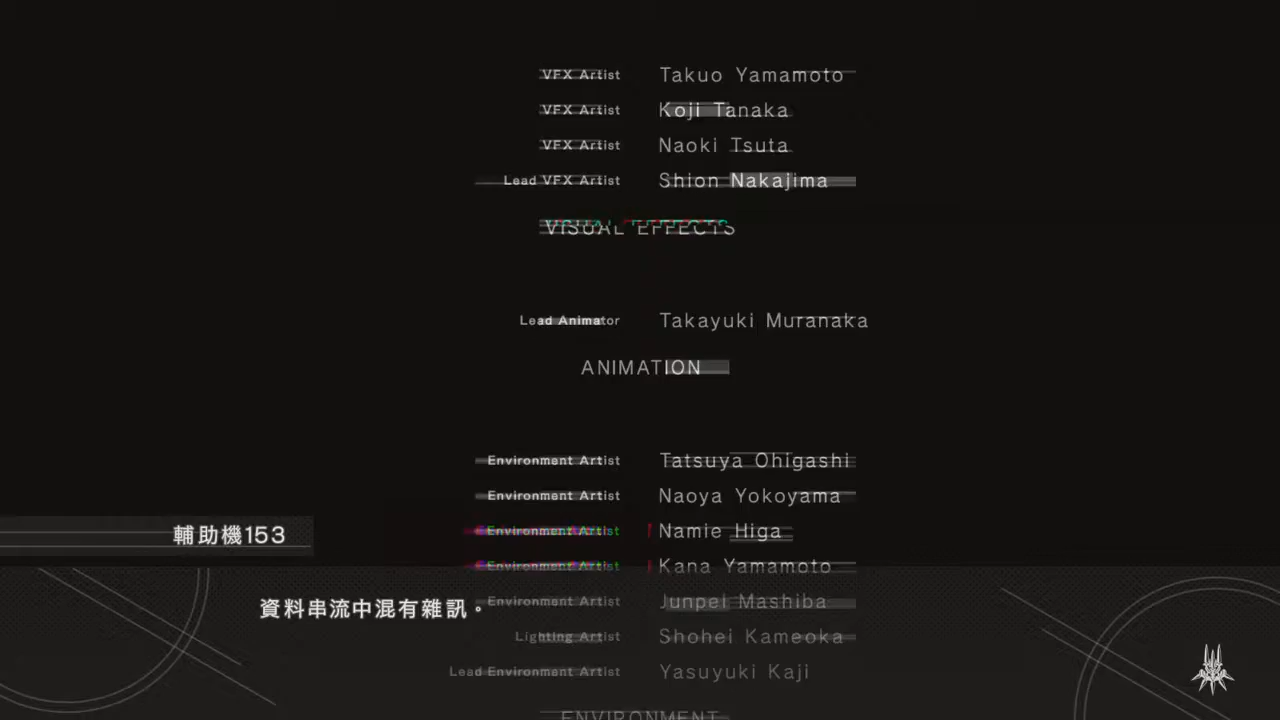 VFX Artist Takuo Yamamoto
VFX Artist Koji Tanaka
VFX Artist Naoki Tsuta
Lead VFX Artist Shion Nakajima
VISUAL EFFECTS
Lead Animator Takayuki Muranaka
ANIMATION
Environment Artist Tatsuya Ohigashi
Environment Artist Naoya Yokoyama
Environment Artist Namie Higa
Environment Artist Kana Yamamoto
Environment Artist Junpei Mashiba
Lighting Artist Shohei Kameoka
Lead Environment Artist Yasuyuki Kaji
ENVIRONMENT
輔助機153
資料串流中混有雜訊。